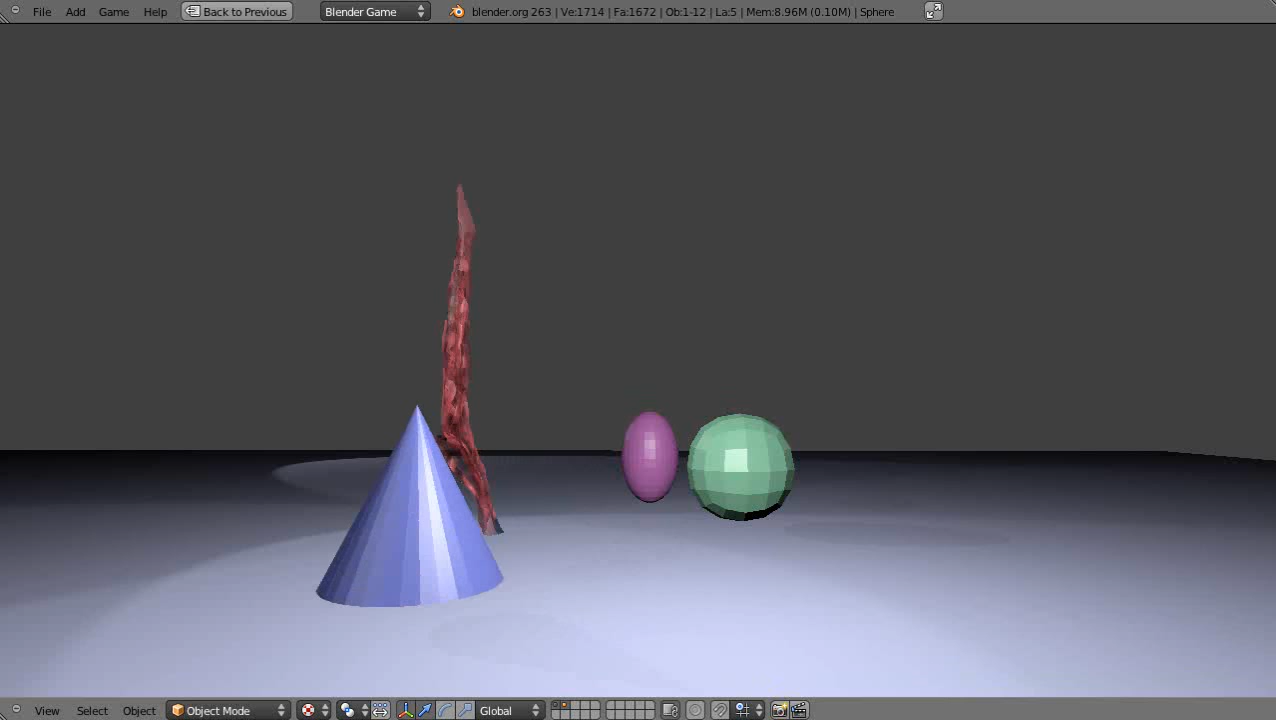 File Add Game Help Back to Previous Blender Game blender.org 263 | Ve:1714 | Fa:1672 | Ob:1-12 | La:5 | Mem:8.96M (0.10M) | Sphere
View Select Object Object Mode Global